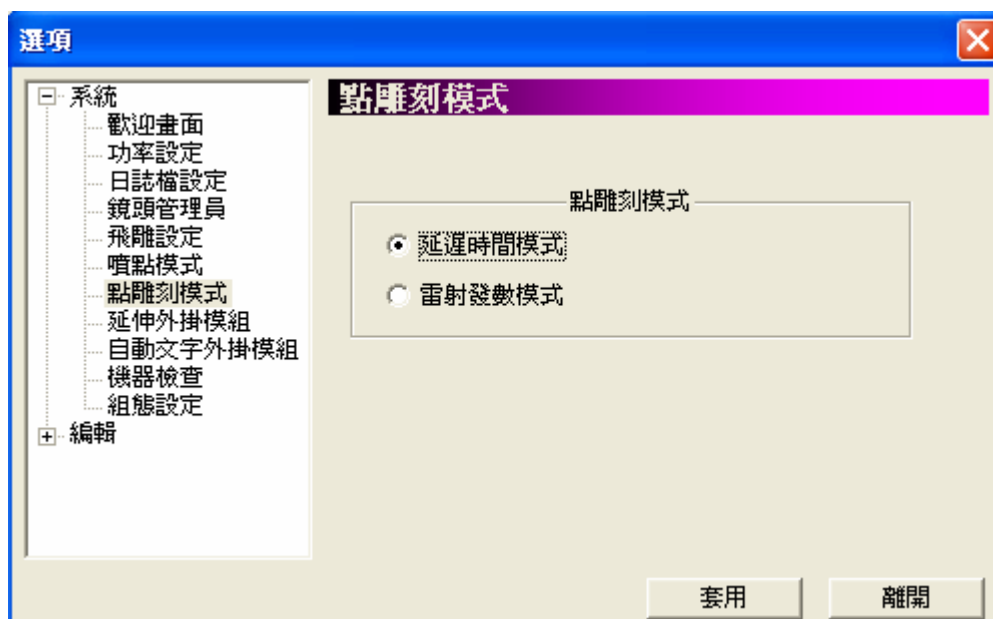 選項
系統
歡迎畫面
功率設定
日誌檔設定
鏡頭管理員
飛雕設定
噴點模式
點雕刻模式
延伸外掛模組
自動文字外掛模組
機器檢查
組態設定
編輯
點雕刻模式
點雕刻模式
延遲時間模式
雷射發數模式
套用
離開